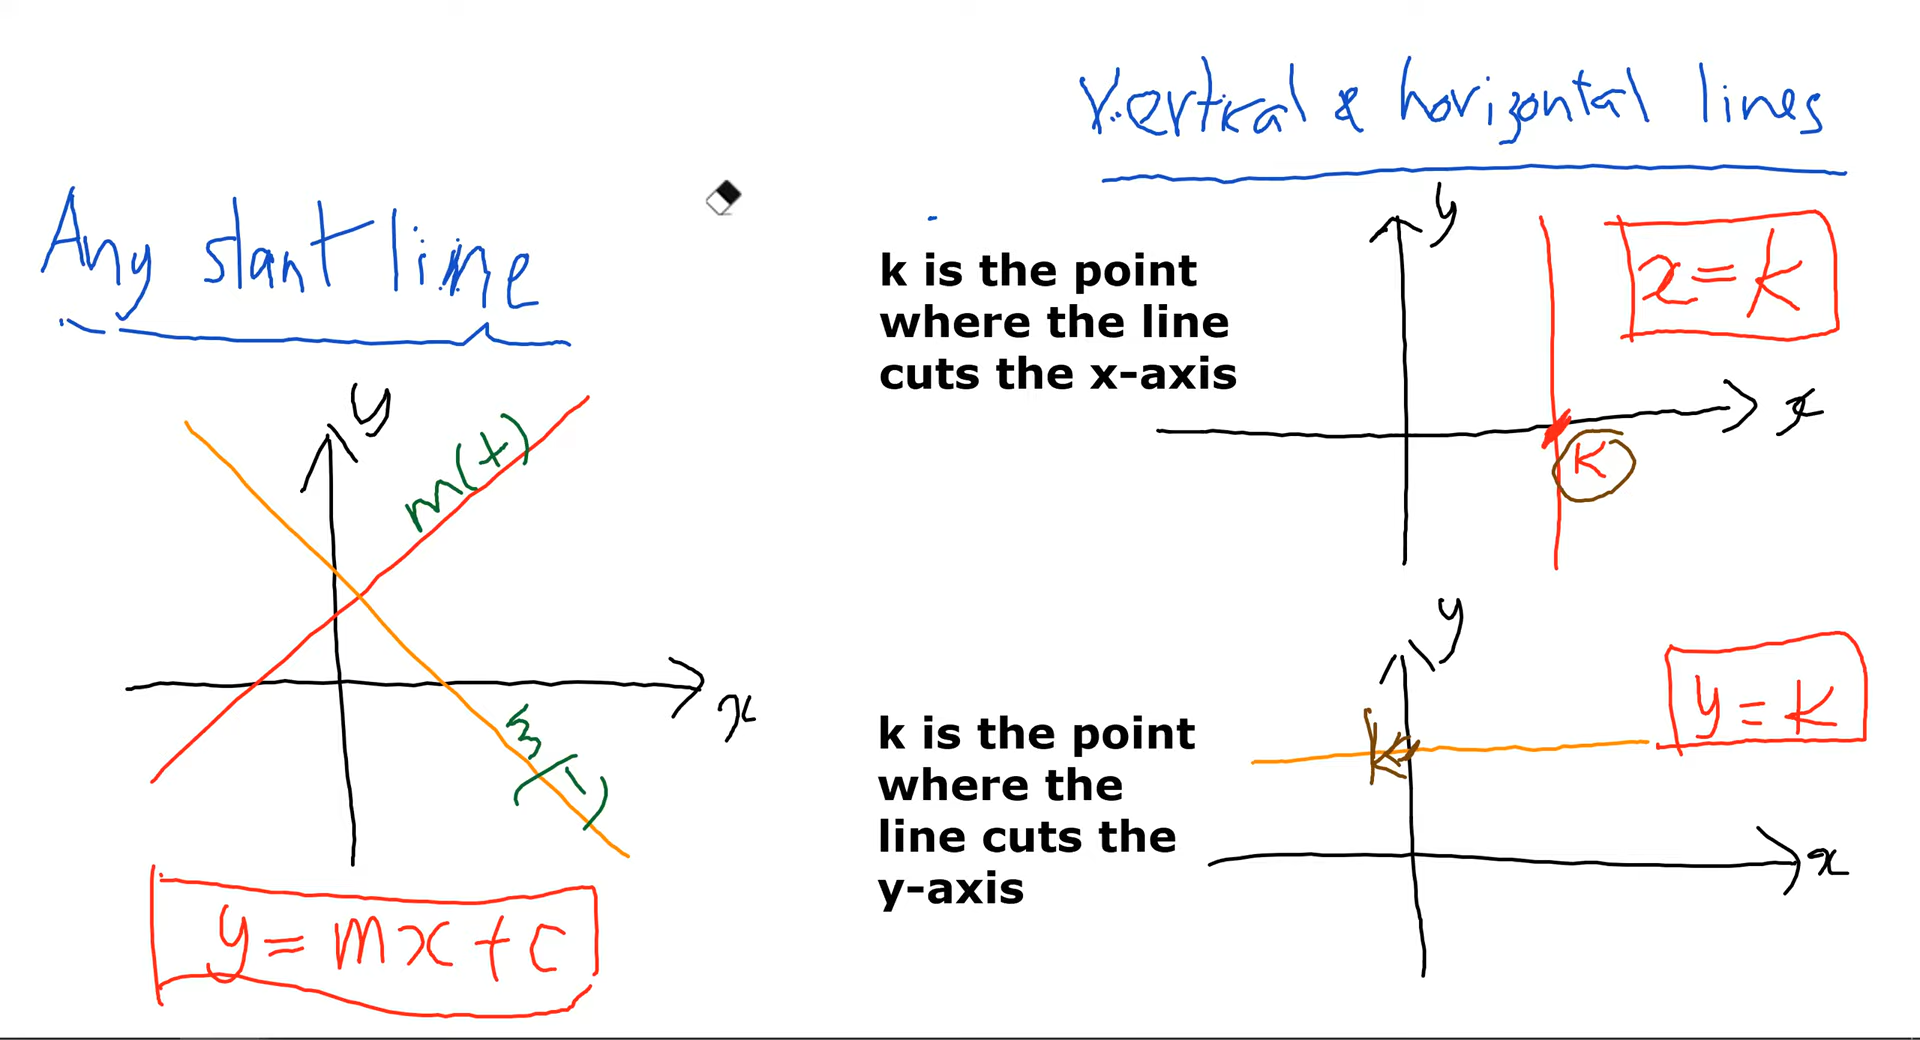 Any slant line
y
m(+)
m(-)
x
y = mx + c
Vertical & horizontal lines
k is the point
where the line
cuts the x-axis
y
x = k
x
K
k is the point
where the
line cuts the
y-axis
y
y = k
k
x